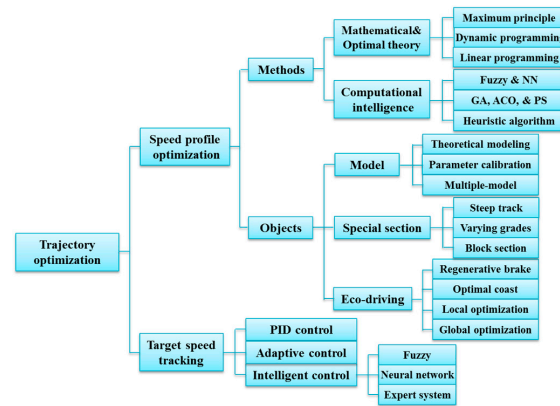 Mathematical&
Optimal theory
Maximum principle
Dynamic programmin
Linear programming
Methods
Computational
intelligence
Fuzzy & NN
GA, ACO, & PS
Heuristic algorithm
Speed profile
optimization
Model
Theoretical modeling
Parameter calibration
Multiple-model
Objects
Special section
Steep track
Varying grades
Block section
Trajectory
optimization
Eco-driving
Regenerative brake
Optimal coast
Local optimization
Global optimization
Target speed
tracking
PID control
Adaptive control
Intelligent control
Fuzzy
Neural network
Expert system